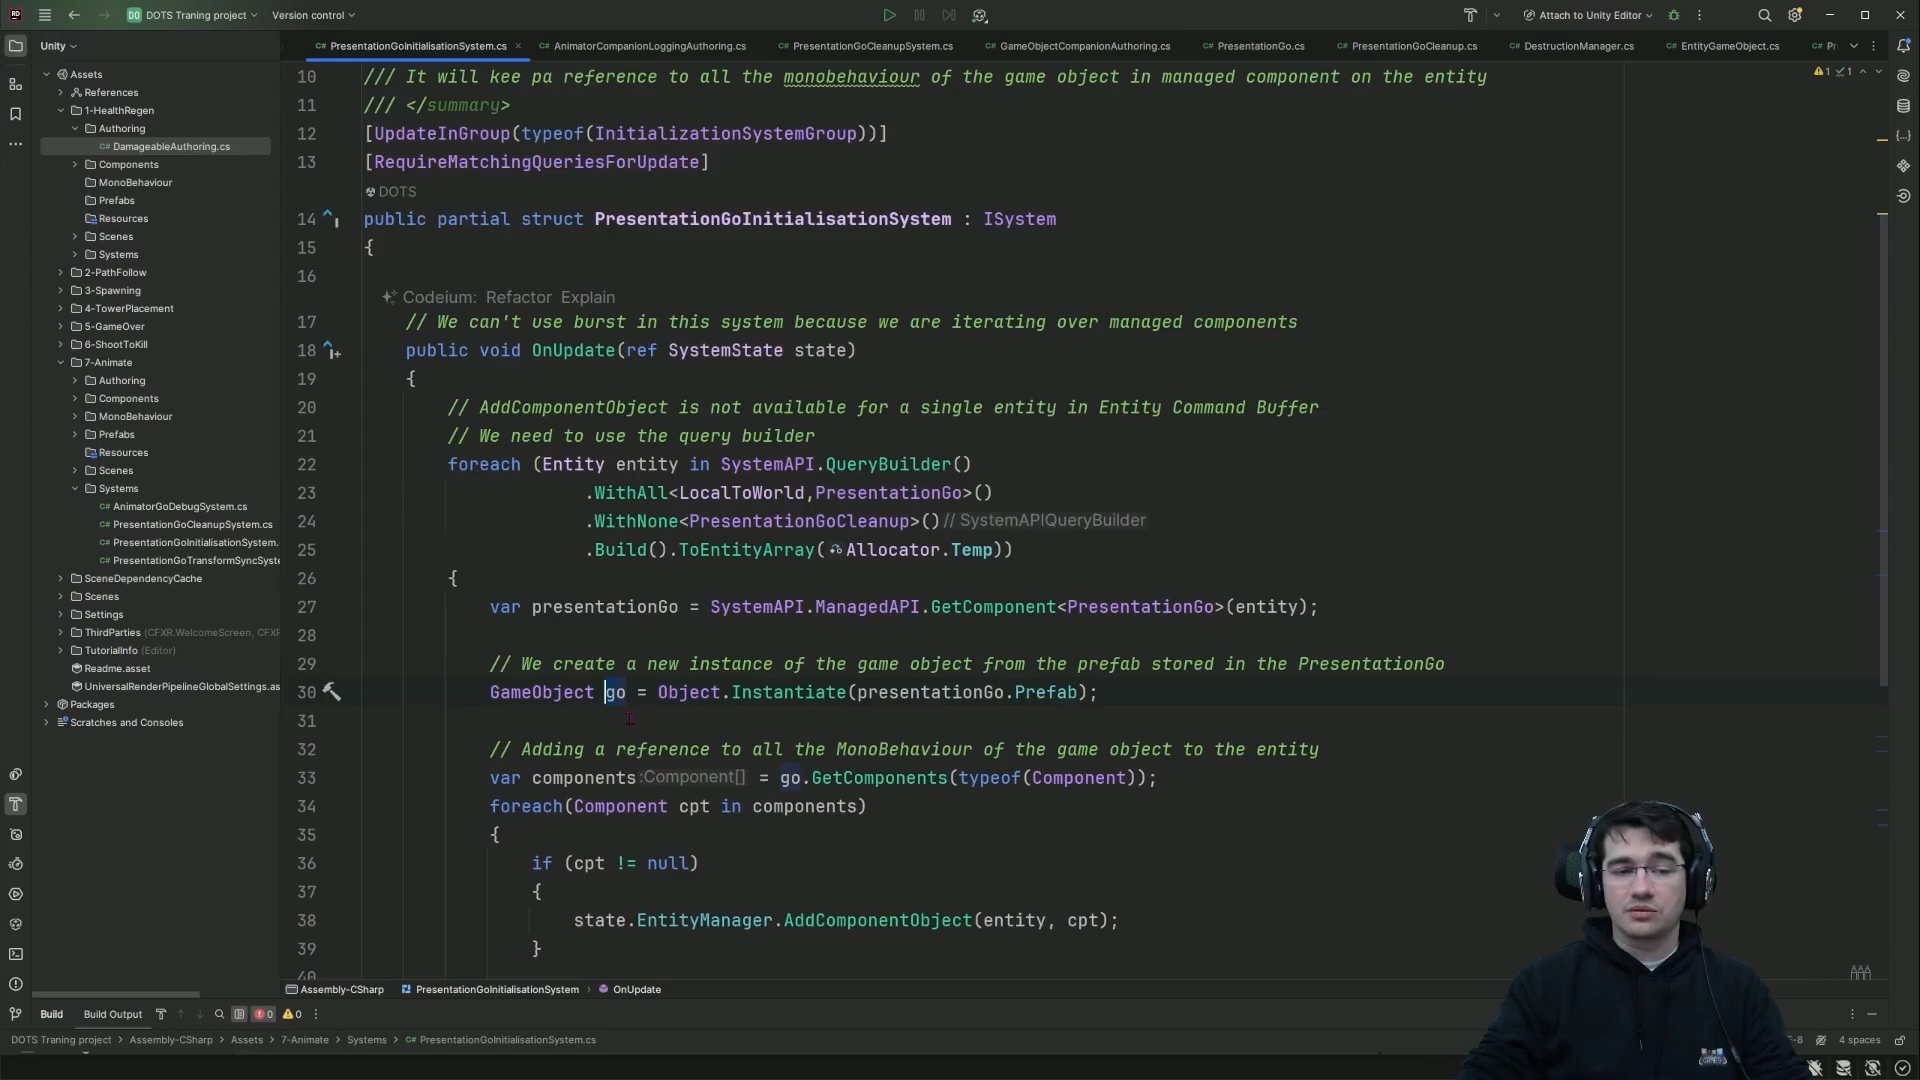 DO DOTS Traning project
Version control
Attach to Unity Editor
Unity
PresentationGoInitialisationSystem.cs
AnimatorCompanionLoggingAuthoring.cs
PresentationGoCleanupSystem.cs
GameObjectCompanionAuthoring.cs
PresentationGo.cs
PresentationGoCleanup.cs
DestructionManager.cs
EntityGameObject.cs
Pr
Assets
References
1-HealthRegen
Authoring
DamageableAuthoring.cs
Components
MonoBehaviour
Prefabs
Resources
Scenes
Systems
2-PathFollow
3-Spawning
4-TowerPlacement
5-GameOver
6-ShootToKill
7-Animate
Authoring
Components
MonoBehaviour
Prefabs
Resources
Scenes
Systems
AnimatorGoDebugSystem.cs
PresentationGoCleanupSystem.cs
PresentationGoInitialisationSystem.
PresentationGoTransformSyncSyste
SceneDependencyCache
Scenes
Settings
ThirdParties (CFXR.WelcomeScreen, CFXR
TutorialInfo (Editor)
Readme.asset
UniversalRenderPipelineGlobalSettings.as
Packages
Scratches and Consoles
1 1
10 /// It will kee pa reference to all the monobehaviour of the game object in managed component on the entity
11 /// </summary>
12 [UpdateInGroup(typeof(InitializationSystemGroup))]
13 [RequireMatchingQueriesForUpdate]
DOTS
14 public partial struct PresentationGoInitialisationSystem : ISystem
15 {
16
Codeium: Refactor Explain
17 // We can't use burst in this system because we are iterating over managed components
18 public void OnUpdate(ref SystemState state)
19 {
20 // AddComponentObject is not available for a single entity in Entity Command Buffer
21 // We need to use the query builder
22 foreach (Entity entity in SystemAPI.QueryBuilder()
23 .WithAll<LocalToWorld,PresentationGo>()
24 .WithNone<PresentationGoCleanup>() // SystemAPIQueryBuilder
25 .Build().ToEntityArray(Allocator.Temp))
26 {
27 var presentationGo = SystemAPI.ManagedAPI.GetComponent<PresentationGo>(entity);
28
29 // We create a new instance of the game object from the prefab stored in the PresentationGo
30 GameObject go = Object.Instantiate(presentationGo.Prefab);
31
32 // Adding a reference to all the MonoBehaviour of the game object to the entity
33 var components :Component[] = go.GetComponents(typeof(Component));
34 foreach(Component cpt in components)
35 {
36 if (cpt != null)
37 {
38 state.EntityManager.AddComponentObject(entity, cpt);
39 }
40
Assembly-CSharp PresentationGoInitialisationSystem › OnUpdate
Build Build Output 0 0
DOTS Traning project › Assembly-CSharp › Assets › 7-Animate › Systems › PresentationGoInitialisationSystem.cs
4 spaces